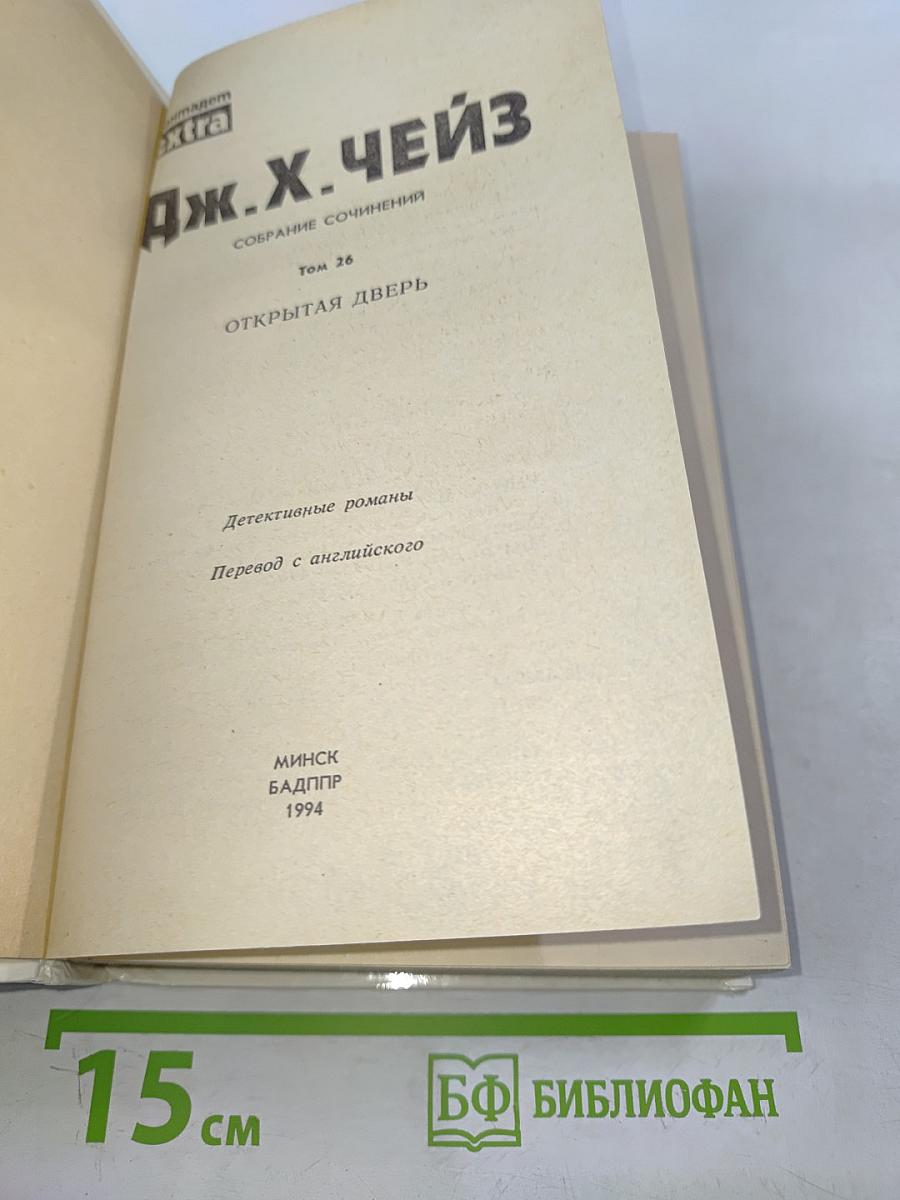 extra
Дж. Х. ЧЕЙЗ
СОБРАНИЕ СОЧИНЕНИЙ
Том 26
ОТКРЫТАЯ ДВЕРЬ
Детективные романы
Перевод с английского
МИНСК
БАДППР
1994
15 см
БФ БИБЛИОФАН